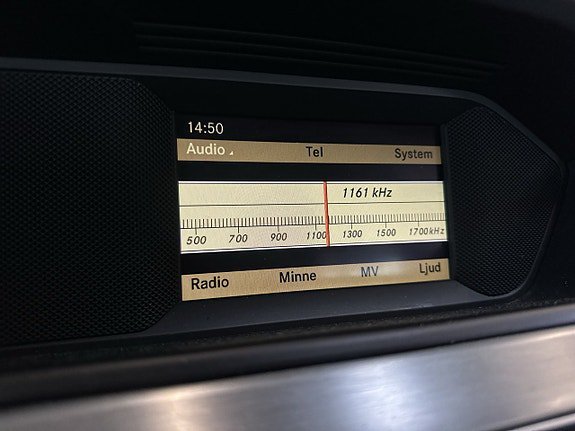 14:50
Audio Tel System
1161 kHz
500 700 900 1100 1300 1500 1700 kHz
Radio Minne MV Ljud